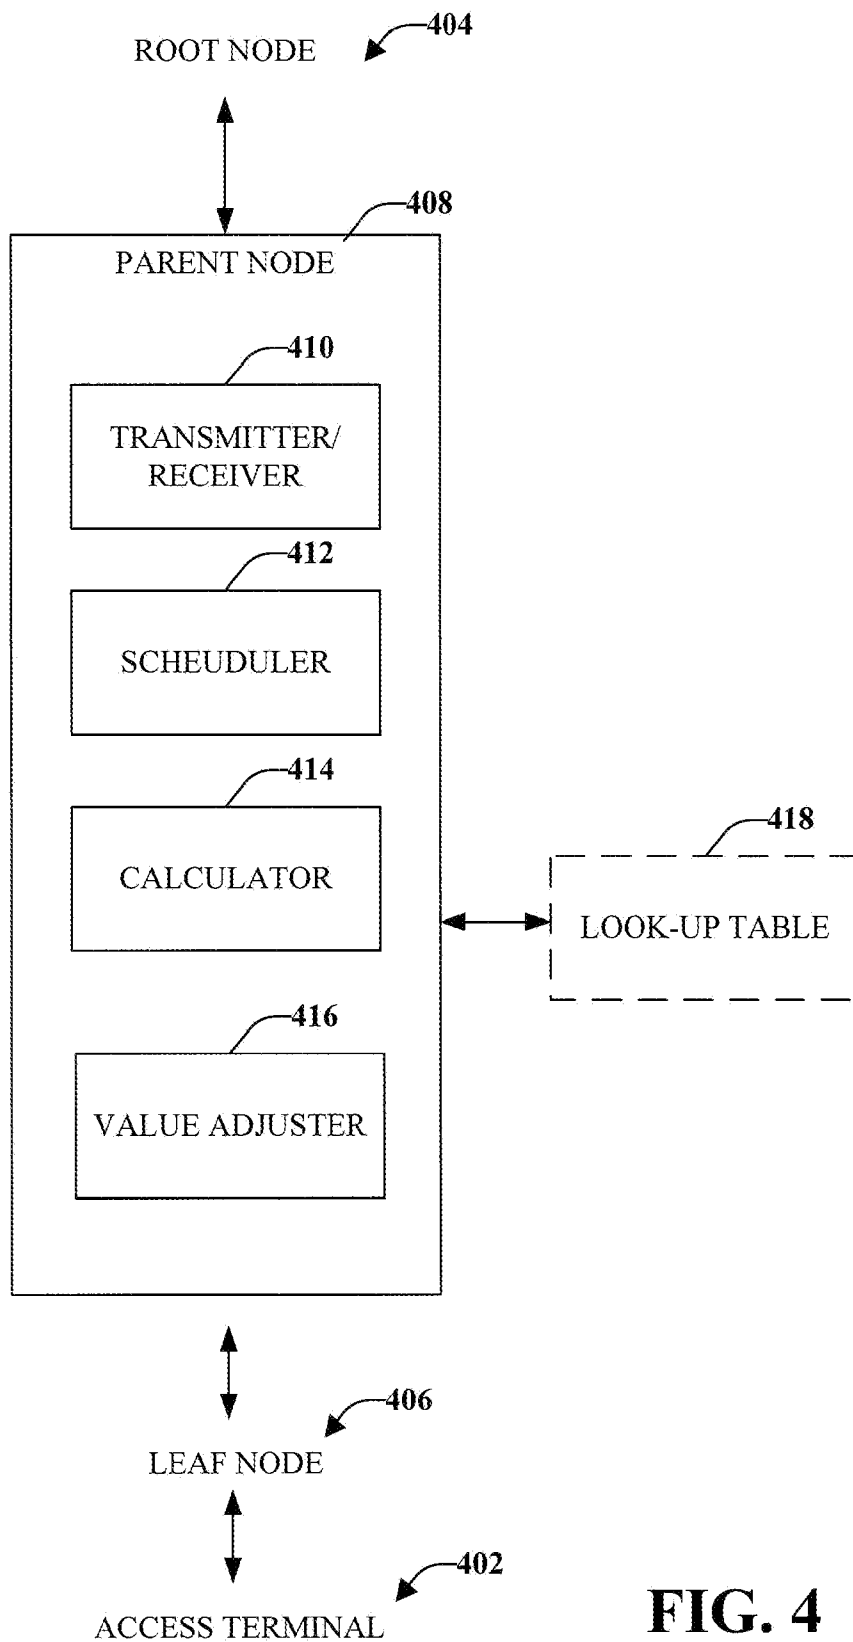 404
ROOT NODE
408
PARENT NODE
410
TRANSMITTER/
RECEIVER
412
SCHEUDULER
414
CALCULATOR
418
LOOK-UP TABLE
416
VALUE ADJUSTER
406
LEAF NODE
402
ACCESS TERMINAL
FIG. 4